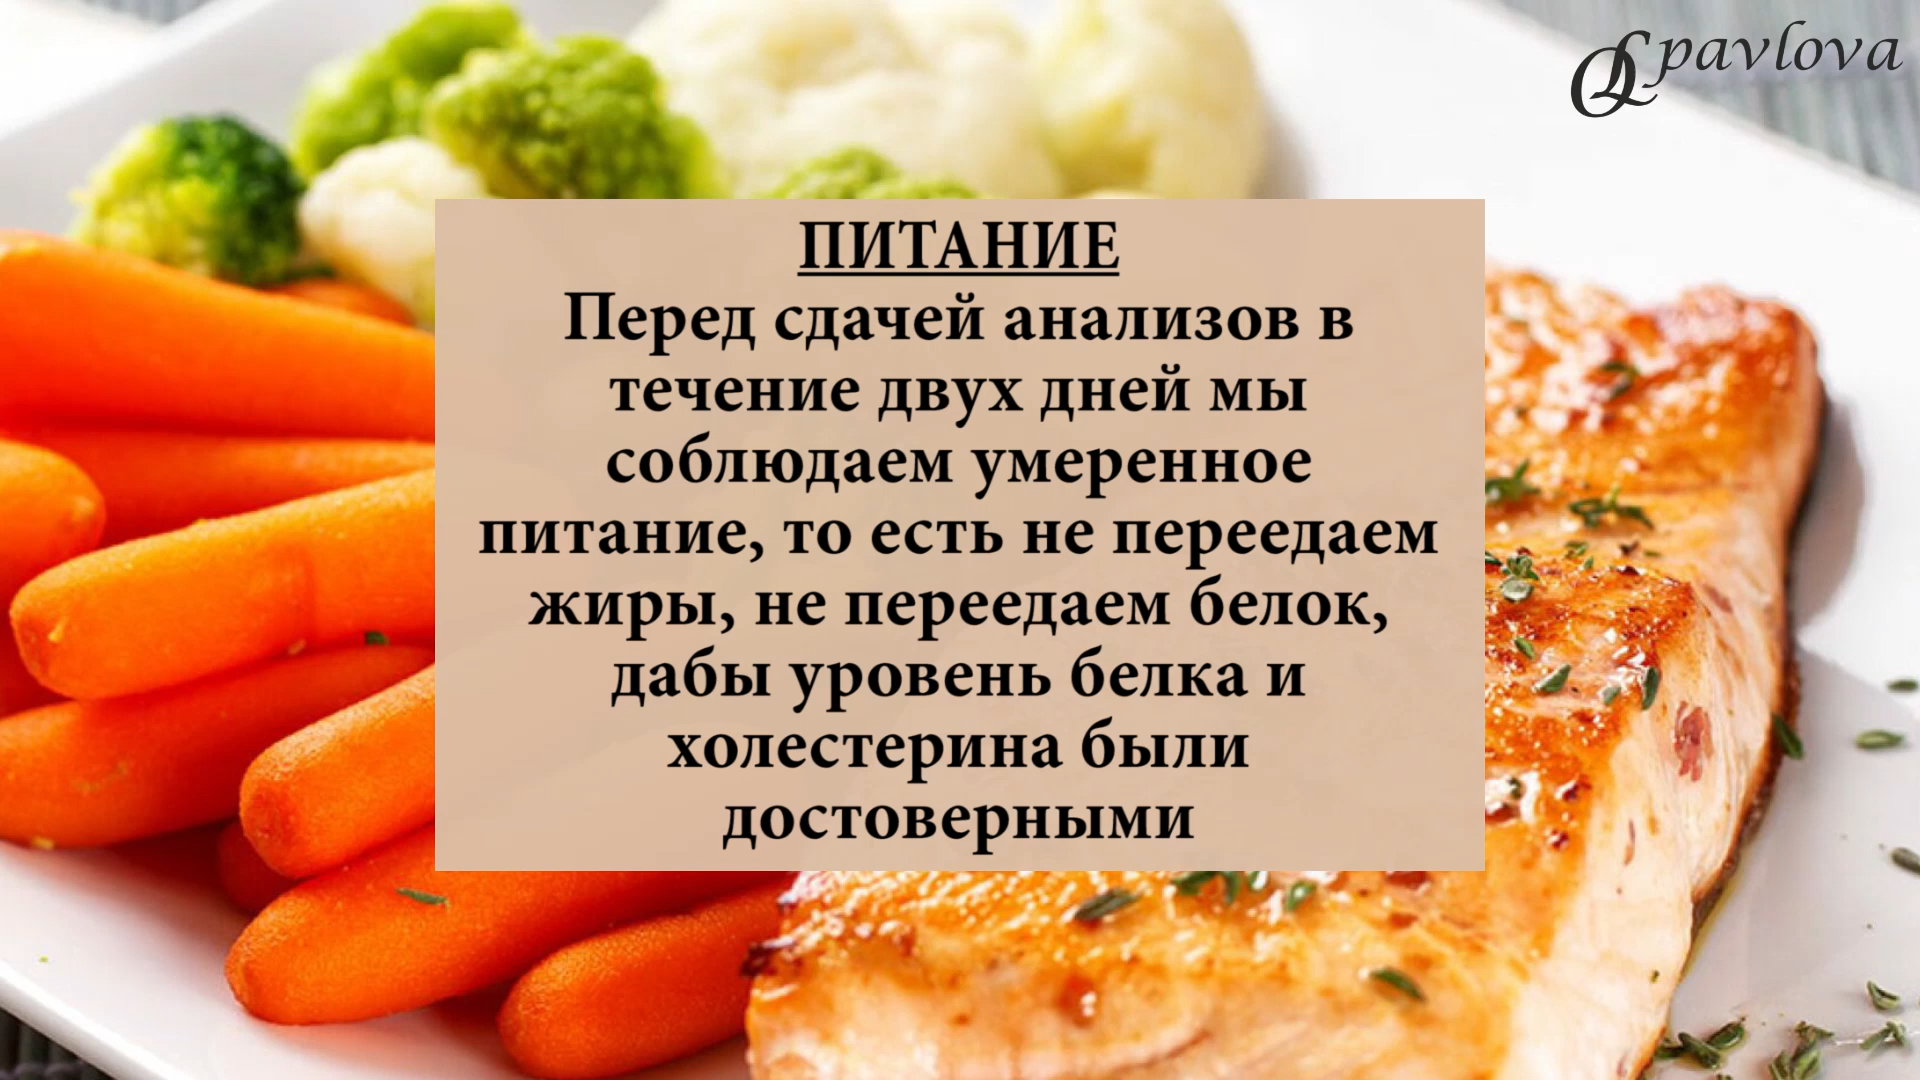 pavlova
ПИТАНИЕ
Перед сдачей анализов в
течение двух дней мы
соблюдаем умеренное
питание, то есть не переедаем
жиры, не переедаем белок,
дабы уровень белка и
холестерина были
достоверными